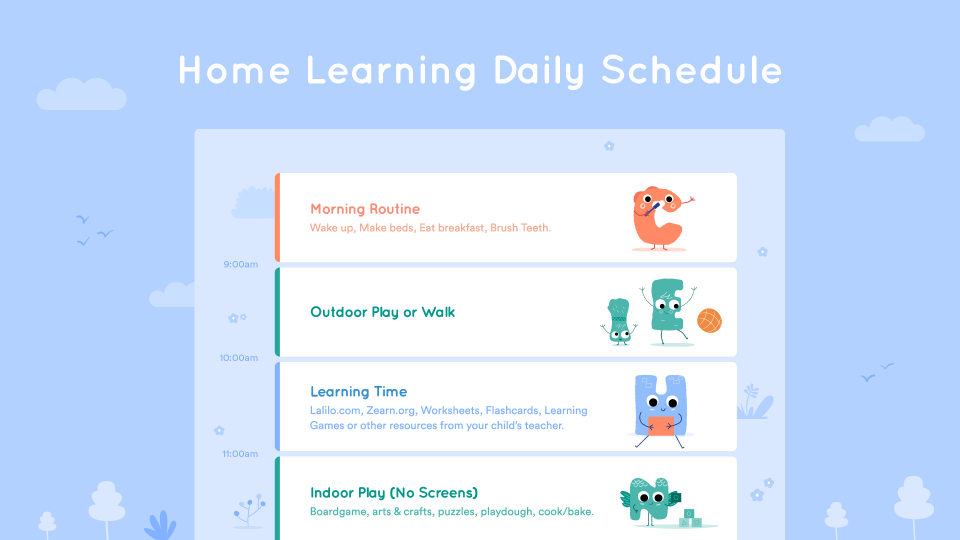 Home Learning Daily Schedule
Morning Routine
Wake up, Make beds, Eat breakfast, Brush Teeth.
9:00am
Outdoor Play or Walk
10:00am
Learning Time
Lalilo.com, Zearn.org, Worksheets, Flashcards, Learning
Games or other resources from your child's teacher.
11:00am
Indoor Play (No Screens)
Boardgame, arts & crafts, puzzles, playdough, cook/bake.